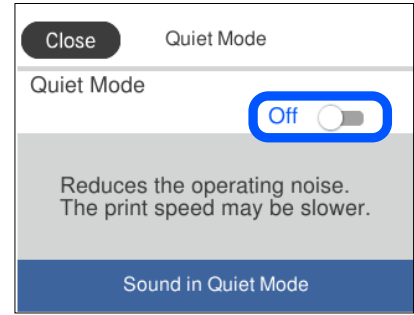 Close Quiet Mode
Quiet Mode
Off
Reduces the operating noise.
The print speed may be slower.
Sound in Quiet Mode